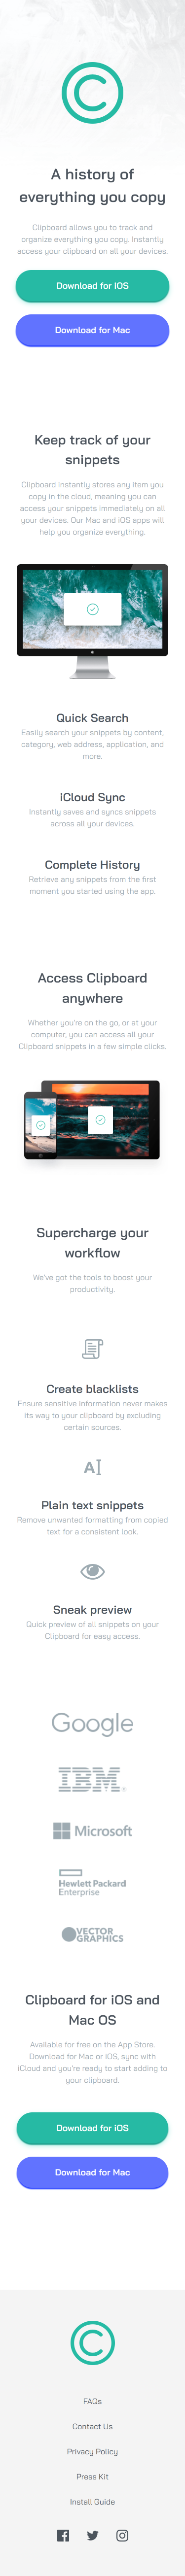 A history of
everything you copy
Clipboard allows you to track and
organize everything you copy. Instantly
access your clipboard on all your devices.
Download for iOS
Download for Mac
Keep track of your
snippets
Clipboard instantly stores any item you
copy in the cloud, meaning you can
access your snippets immediately on all
your devices. Our Mac and iOS apps will
help you organize everything.
Quick Search
Easily search your snippets by content,
category, web address, application, and
more.
iCloud Sync
Instantly saves and syncs snippets
across all your devices.
Complete History
Retrieve any snippets from the first
moment you started using the app.
Access Clipboard
anywhere
Whether you're on the go, or at your
computer, you can access all your
Clipboard snippets in a few simple clicks.
Supercharge your
workflow
We've got the tools to boost your
productivity.
Create blacklists
Ensure sensitive information never makes
its way to your clipboard by excluding
certain sources.
A
Plain text snippets
Remove unwanted formatting from copied
text for a consistent look.
Sneak preview
Quick preview of all snippets on your
Clipboard for easy access.
Google
IBM
Microsoft
Hewlett Packard
Enterprise
VECTOR
GRAPHICS
Clipboard for iOS and
Mac OS
Available for free on the App Store.
Download for Mac or iOS, sync with
iCloud and you're ready to start adding to
your clipboard.
Download for iOS
Download for Mac
FAQs
Contact Us
Privacy Policy
Press Kit
Install Guide